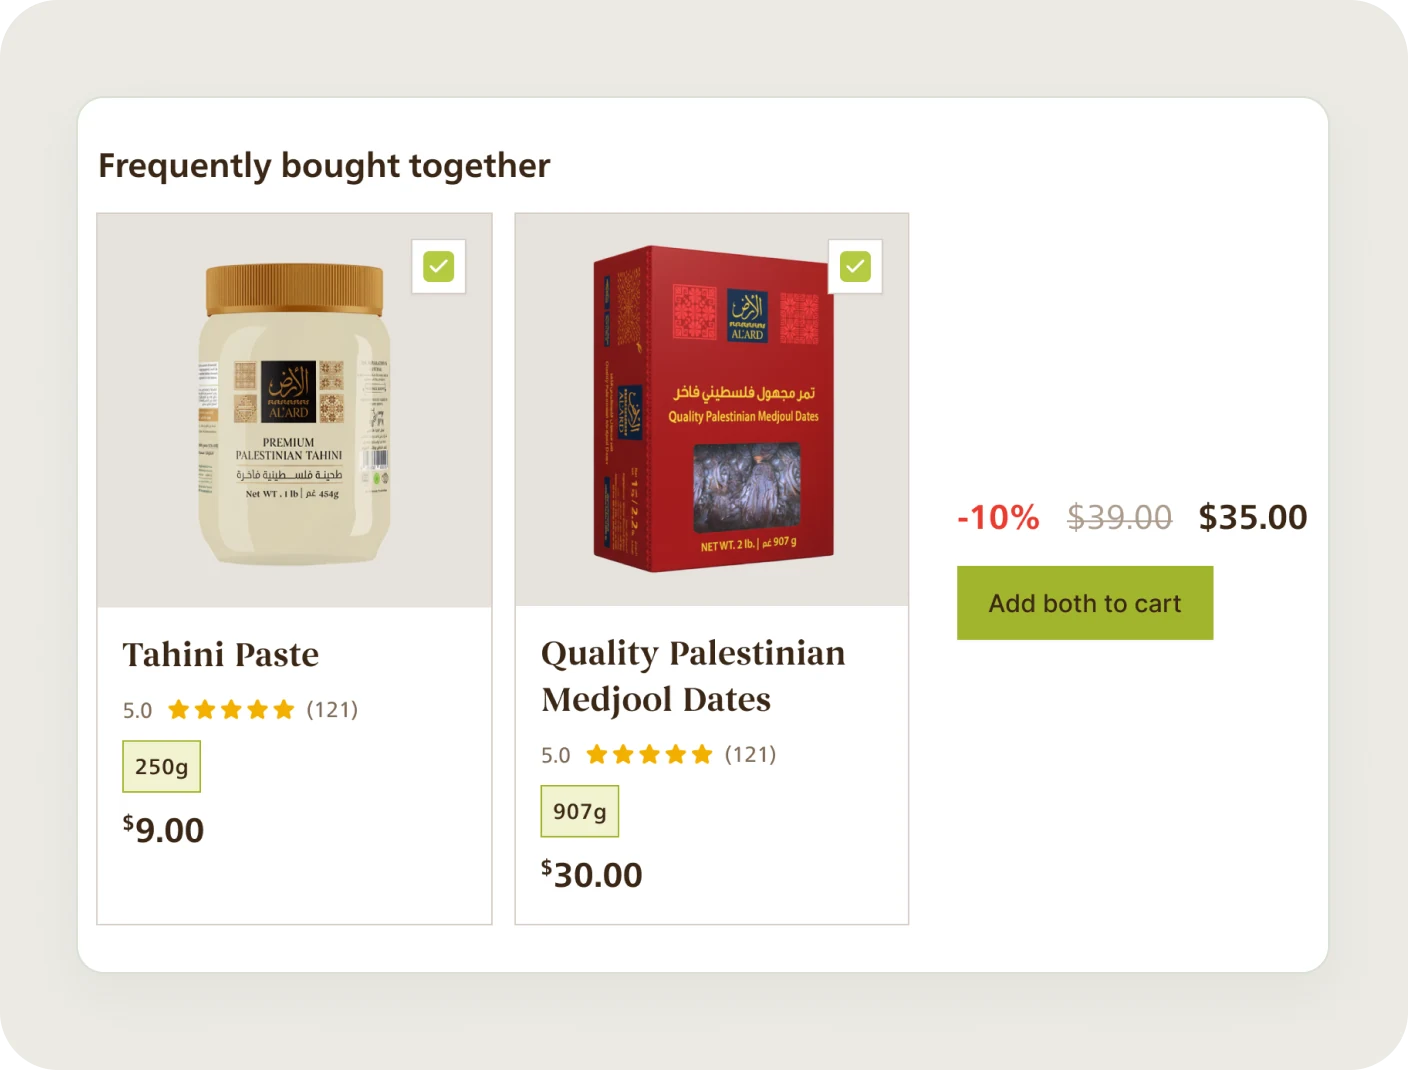 Frequently bought together
الأرض
AL'ARD
PREMIUM
PALESTINIAN TAHINI
طحينة فلسطينية فاخرة
Net WT . 1 lb | غم 454g
الأرض
AL'ARD
تمر مجهول فلسطيني فاخر
Quality Palestinian Medjoul Dates
NET WT. 2 lb. | غم 907 g
Tahini Paste
5.0 (121)
250g
$9.00
Quality Palestinian
Medjool Dates
5.0 (121)
907g
$30.00
-10% $39.00 $35.00
Add both to cart